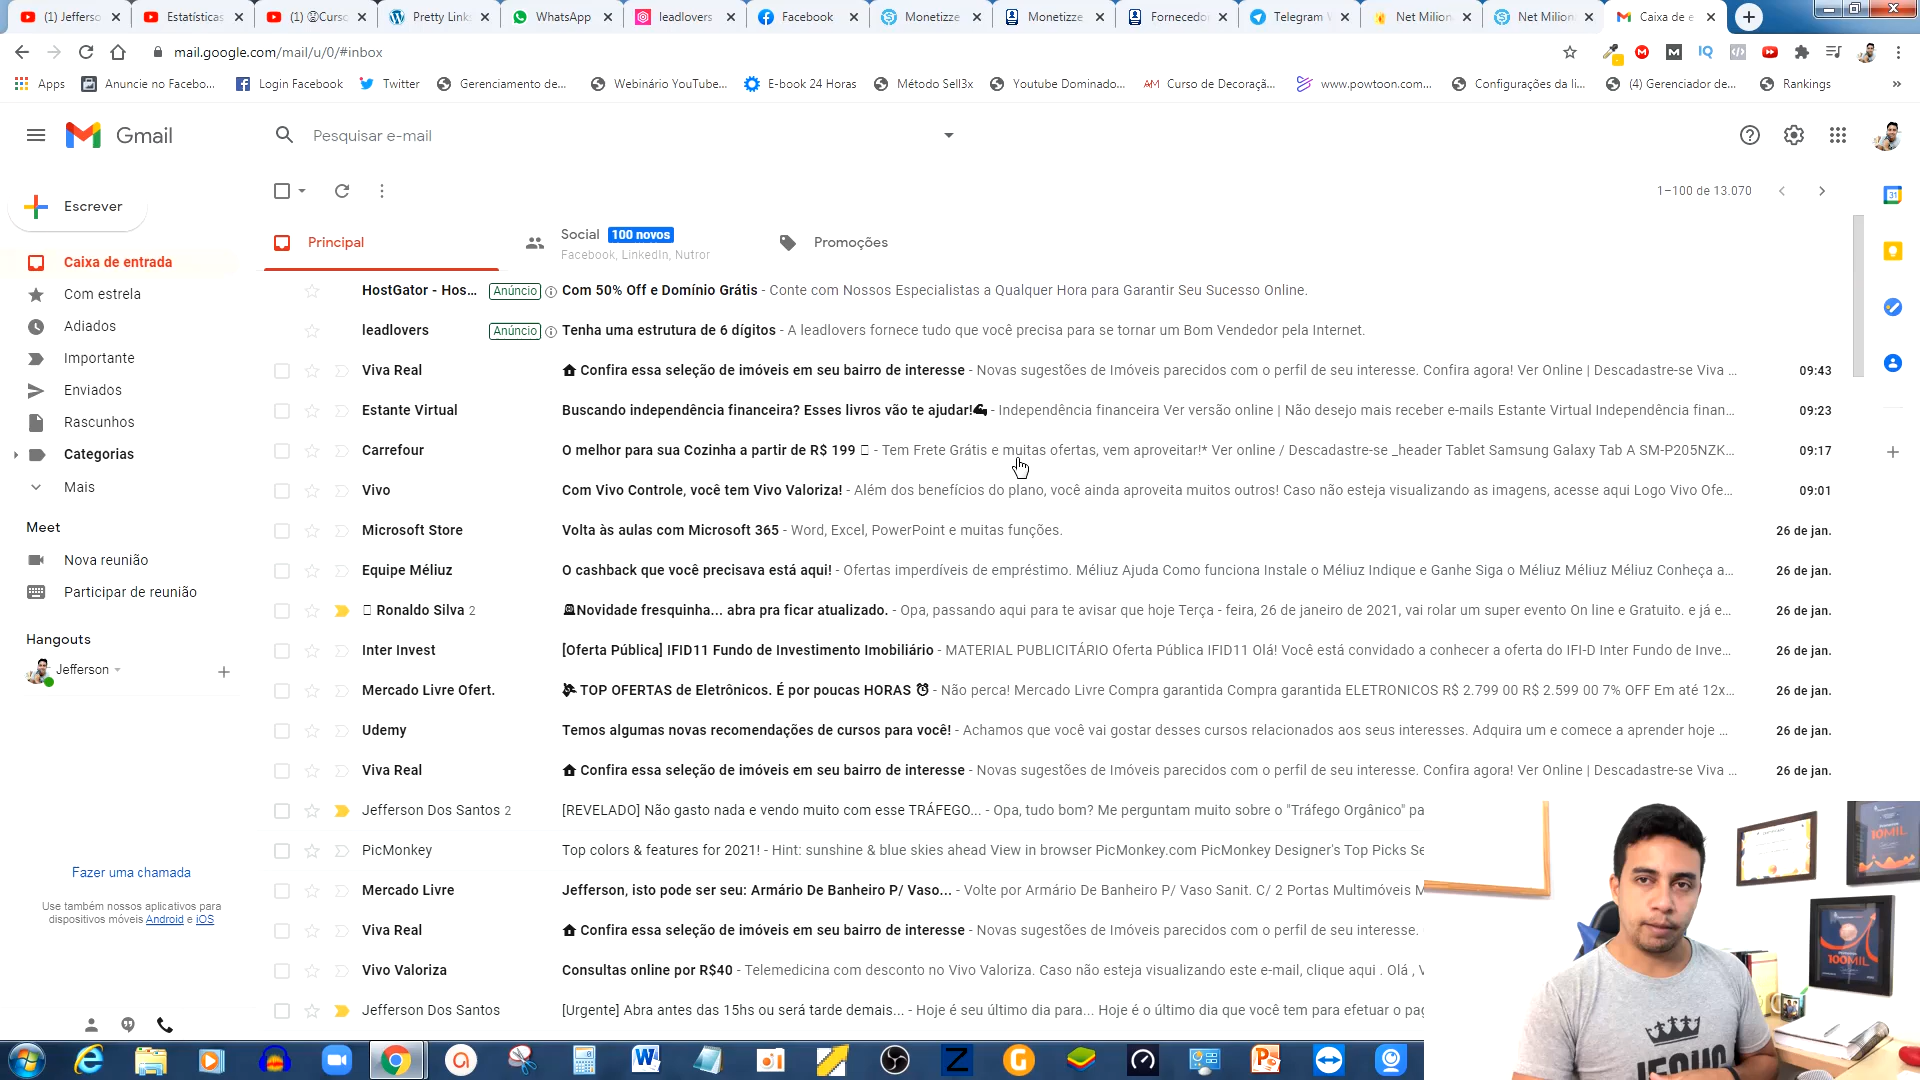 (1) Jefferso
Estatísticas
(1) 😨Curso
Pretty Link
WhatsApp
leadlovers
Facebook
Monetizze
Monetizze
Fornecedo
Telegram
Net Milion
Net Milion
Caixa de e
mail.google.com/mail/u/0/#inbox
Apps
Anuncie no Facebo...
Login Facebook
Twitter
Gerenciamento de...
Webinário YouTube...
E-book 24 Horas
Método Sell3x
Youtube Dominado...
AM Curso de Decoraçã...
www.powtoon.com...
Configurações da li...
(4) Gerenciador de...
Rankings
»
Gmail
Pesquisar e-mail
Escrever
1–100 de 13.070
Principal
Social 100 novos
Facebook, LinkedIn, Nutror
Promoções
Caixa de entrada
Com estrela
Adiados
Importante
Enviados
Rascunhos
Categorias
Mais
Meet
Nova reunião
Participar de reunião
Hangouts
Jefferson
Fazer uma chamada
Use também nossos aplicativos para
dispositivos móveis Android e iOS
HostGator - Hos... Anúncio Com 50% Off e Domínio Grátis - Conte com Nossos Especialistas a Qualquer Hora para Garantir Seu Sucesso Online.
leadlovers Anúncio Tenha uma estrutura de 6 dígitos - A leadlovers fornece tudo que você precisa para se tornar um Bom Vendedor pela Internet.
Viva Real 🏠 Confira essa seleção de imóveis em seu bairro de interesse - Novas sugestões de Imóveis parecidos com o perfil de seu interesse. Confira agora! Ver Online | Descadastre-se Viva ... 09:43
Estante Virtual Buscando independência financeira? Esses livros vão te ajudar!💪 - Independência financeira Ver versão online | Não desejo mais receber e-mails Estante Virtual Independência finan... 09:23
Carrefour O melhor para sua Cozinha a partir de R$ 199 - Tem Frete Grátis e muitas ofertas, vem aproveitar!* Ver online / Descadastre-se _header Tablet Samsung Galaxy Tab A SM-P205NZK... 09:17
Vivo Com Vivo Controle, você tem Vivo Valoriza! - Além dos benefícios do plano, você ainda aproveita muitos outros! Caso não esteja visualizando as imagens, acesse aqui Logo Vivo Ofe... 09:01
Microsoft Store Volta às aulas com Microsoft 365 - Word, Excel, PowerPoint e muitas funções. 26 de jan.
Equipe Méliuz O cashback que você precisava está aqui! - Ofertas imperdíveis de empréstimo. Méliuz Ajuda Como funciona Instale o Méliuz Indique e Ganhe Siga o Méliuz Méliuz Méliuz Conheça a... 26 de jan.
Ronaldo Silva 2 Novidade fresquinha... abra pra ficar atualizado. - Opa, passando aqui para te avisar que hoje Terça - feira, 26 de janeiro de 2021, vai rolar um super evento On line e Gratuito. e já e... 26 de jan.
Inter Invest [Oferta Pública] IFID11 Fundo de Investimento Imobiliário - MATERIAL PUBLICITÁRIO Oferta Pública IFID11 Olá! Você está convidado a conhecer a oferta do IFI-D Inter Fundo de Inve... 26 de jan.
Mercado Livre Ofert. TOP OFERTAS de Eletrônicos. É por poucas HORAS ⏰ - Não perca! Mercado Livre Compra garantida Compra garantida ELETRONICOS R$ 2.799 00 R$ 2.599 00 7% OFF Em até 12x... 26 de jan.
Udemy Temos algumas novas recomendações de cursos para você! - Achamos que você vai gostar desses cursos relacionados aos seus interesses. Adquira um e comece a aprender hoje ... 26 de jan.
Viva Real 🏠 Confira essa seleção de imóveis em seu bairro de interesse - Novas sugestões de Imóveis parecidos com o perfil de seu interesse. Confira agora! Ver Online | Descadastre-se Viva ... 26 de jan.
Jefferson Dos Santos 2 [REVELADO] Não gasto nada e vendo muito com esse TRÁFEGO... - Opa, tudo bom? Me perguntam muito sobre o "Tráfego Orgânico" pa
PicMonkey Top colors & features for 2021! - Hint: sunshine & blue skies ahead View in browser PicMonkey.com PicMonkey Designer's Top Picks Se
Mercado Livre Jefferson, isto pode ser seu: Armário De Banheiro P/ Vaso... - Volte por Armário De Banheiro P/ Vaso Sanit. C/ 2 Portas Multimóveis M
Viva Real 🏠 Confira essa seleção de imóveis em seu bairro de interesse - Novas sugestões de Imóveis parecidos com o perfil de seu interesse.
Vivo Valoriza Consultas online por R$40 - Telemedicina com desconto no Vivo Valoriza. Caso não esteja visualizando este e-mail, clique aqui . Olá , V
Jefferson Dos Santos [Urgente] Abra antes das 15hs ou será tarde demais... - Hoje é seu último dia para... Hoje é o último dia que você tem para efetuar o pag
10MIL
100MIL
JESUS